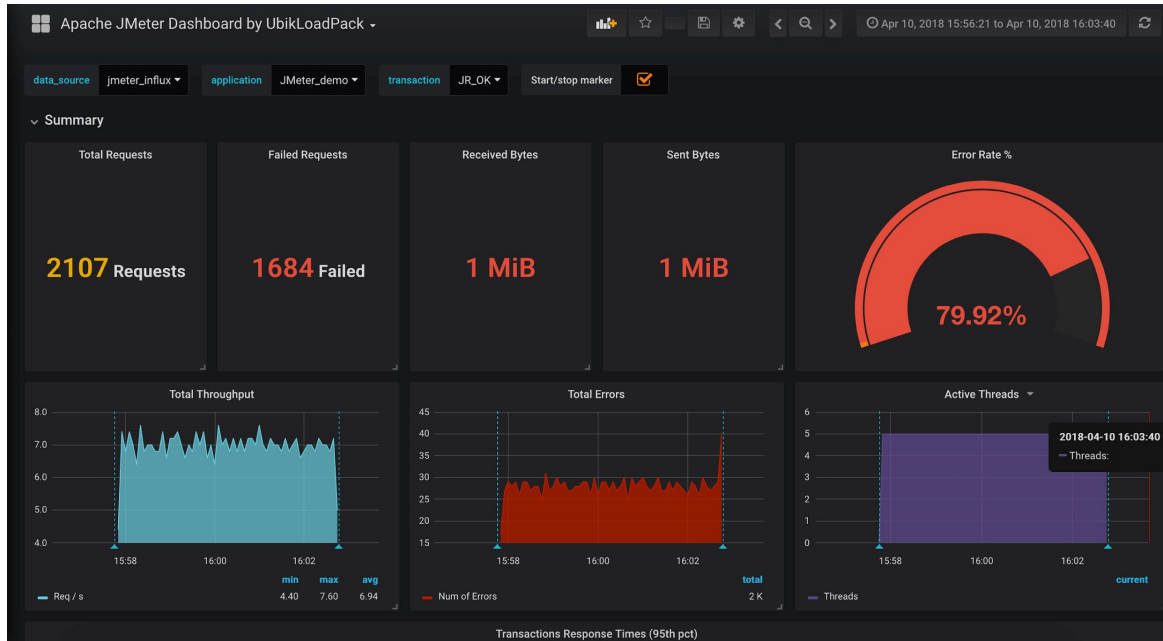 Apache JMeter Dashboard by UbikLoadPack
Apr 10, 2018 15:56:21 to Apr 10, 2018 16:03:40
data_source jmeter_influx application JMeter_demo transaction JR_OK Start/stop marker
Summary
Total Requests
2107 Requests
Failed Requests
1684 Failed
Received Bytes
1 MiB
Sent Bytes
1 MiB
Error Rate %
79.92%
Total Throughput
8.0
7.0
6.0
5.0
4.0
15:58 16:00 16:02
min max avg
Req / s 4.40 7.60 6.94
Total Errors
45
40
35
30
25
20
15
15:58 16:00 16:02
total
Num of Errors 2 K
Active Threads
6
5
4
3
2
1
0
2018-04-10 16:03:40
Threads:
15:58 16:00 16:02
current
Threads
Transactions Response Times (95th pct)